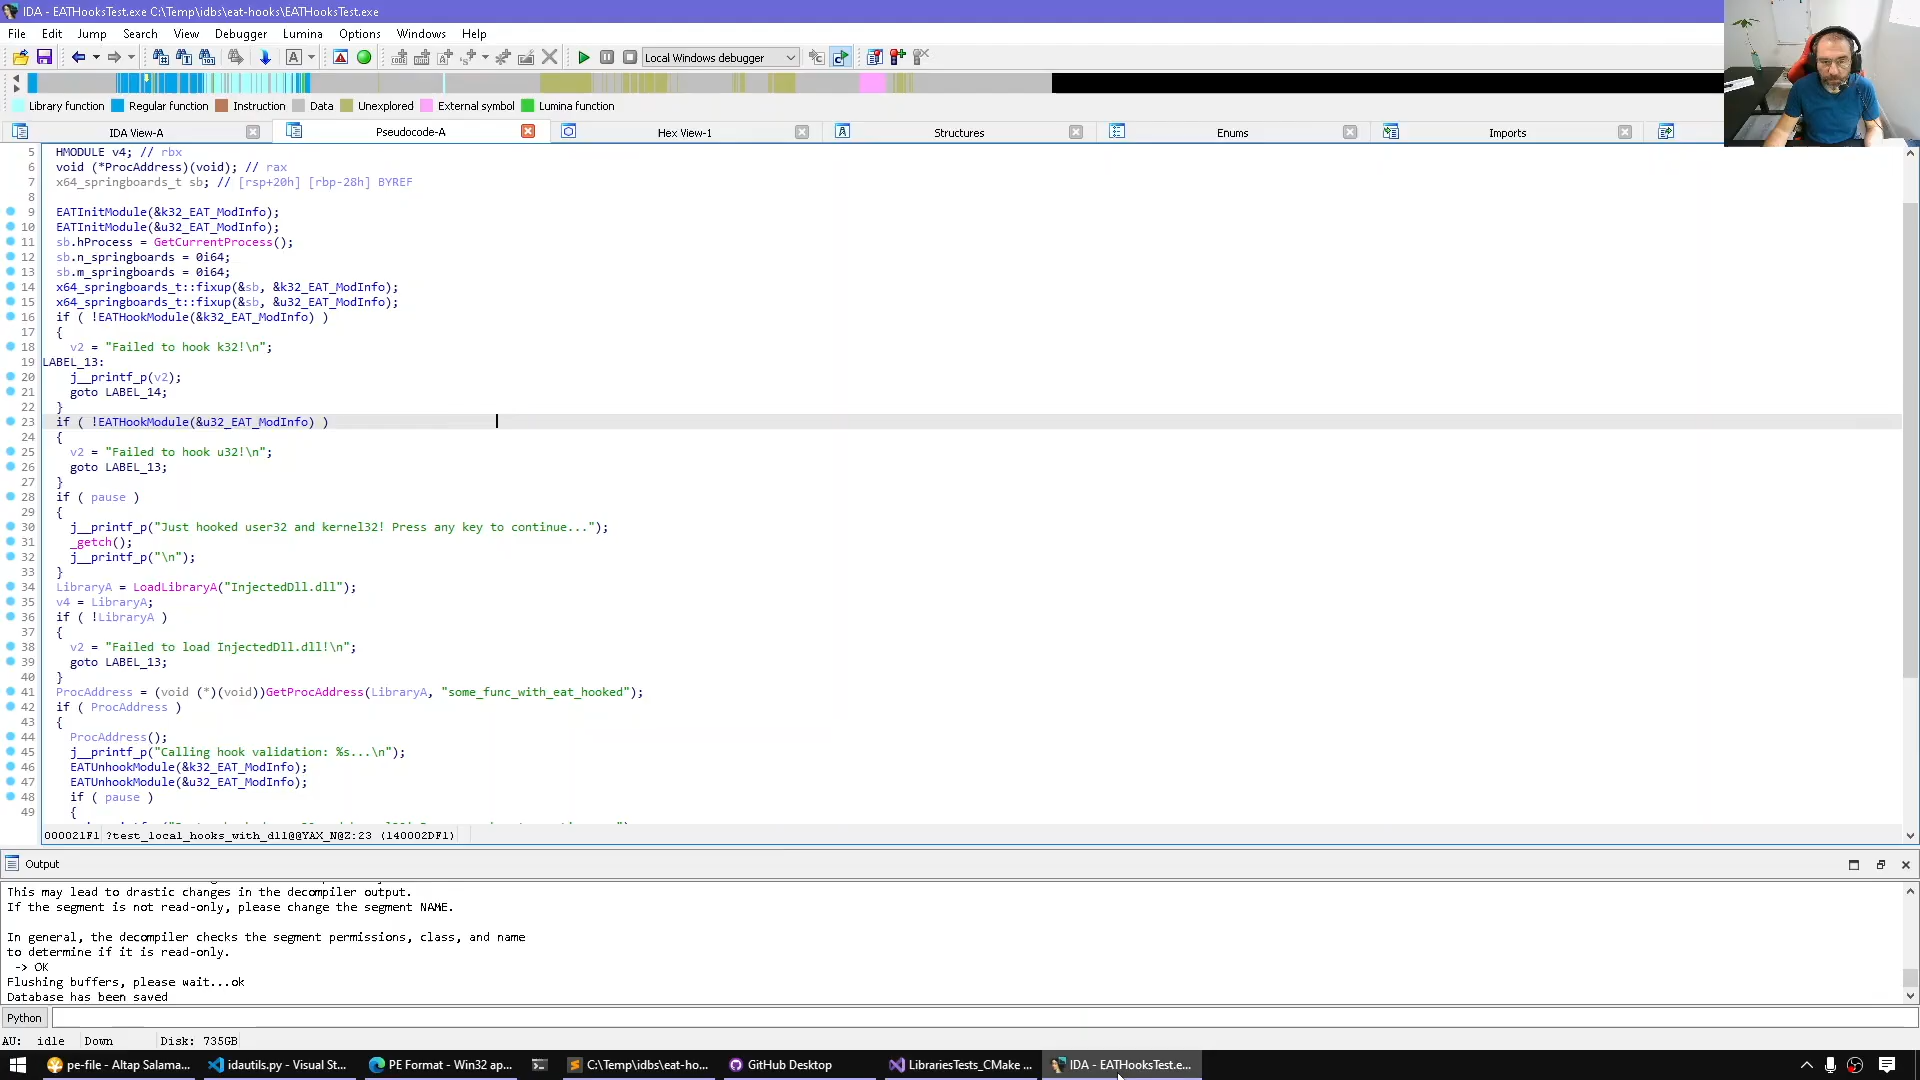 IDA - EATHooksTest.exe C:\Temp\idbs\eat-hooks\EATHooksTest.exe
File Edit Jump Search View Debugger Lumina Options Windows Help
Local Windows debugger
Library function Regular function Instruction Data Unexplored External symbol Lumina function
IDA View-A Pseudocode-A Hex View-1 Structures Enums Imports
5 HMODULE v4; // rbx
6 void (*ProcAddress)(void); // rax
7 x64_springboards_t sb; // [rsp+20h] [rbp-28h] BYREF
8
9 EATInitModule(&k32_EAT_ModInfo);
10 EATInitModule(&u32_EAT_ModInfo);
11 sb.hProcess = GetCurrentProcess();
12 sb.n_springboards = 0i64;
13 sb.m_springboards = 0i64;
14 x64_springboards_t::fixup(&sb, &k32_EAT_ModInfo);
15 x64_springboards_t::fixup(&sb, &u32_EAT_ModInfo);
16 if ( !EATHookModule(&k32_EAT_ModInfo) )
17 {
18 v2 = "Failed to hook k32!\n";
19 LABEL_13:
20 j__printf_p(v2);
21 goto LABEL_14;
22 }
23 if ( !EATHookModule(&u32_EAT_ModInfo) )
24 {
25 v2 = "Failed to hook u32!\n";
26 goto LABEL_13;
27 }
28 if ( pause )
29 {
30 j__printf_p("Just hooked user32 and kernel32! Press any key to continue...");
31 _getch();
32 j__printf_p("\n");
33 }
34 LibraryA = LoadLibraryA("InjectedDll.dll");
35 v4 = LibraryA;
36 if ( !LibraryA )
37 {
38 v2 = "Failed to load InjectedDll.dll!\n";
39 goto LABEL_13;
40 }
41 ProcAddress = (void (*)(void))GetProcAddress(LibraryA, "some_func_with_eat_hooked");
42 if ( ProcAddress )
43 {
44 ProcAddress();
45 j__printf_p("Calling hook validation: %s...\n");
46 EATUnhookModule(&k32_EAT_ModInfo);
47 EATUnhookModule(&u32_EAT_ModInfo);
48 if ( pause )
49 {
000021F1 ?test_local_hooks_with_dll@@YAX_N@Z:23 (140002DF1)
Output
This may lead to drastic changes in the decompiler output.
If the segment is not read-only, please change the segment NAME.
In general, the decompiler checks the segment permissions, class, and name
to determine if it is read-only.
-> OK
Flushing buffers, please wait...ok
Database has been saved
Python
AU: idle Down Disk: 735GB
pe-file - Altap Salama... idautils.py - Visual St... PE Format - Win32 ap... C:\Temp\idbs\eat-ho... GitHub Desktop LibrariesTests_CMake ... IDA - EATHooksTest.e...